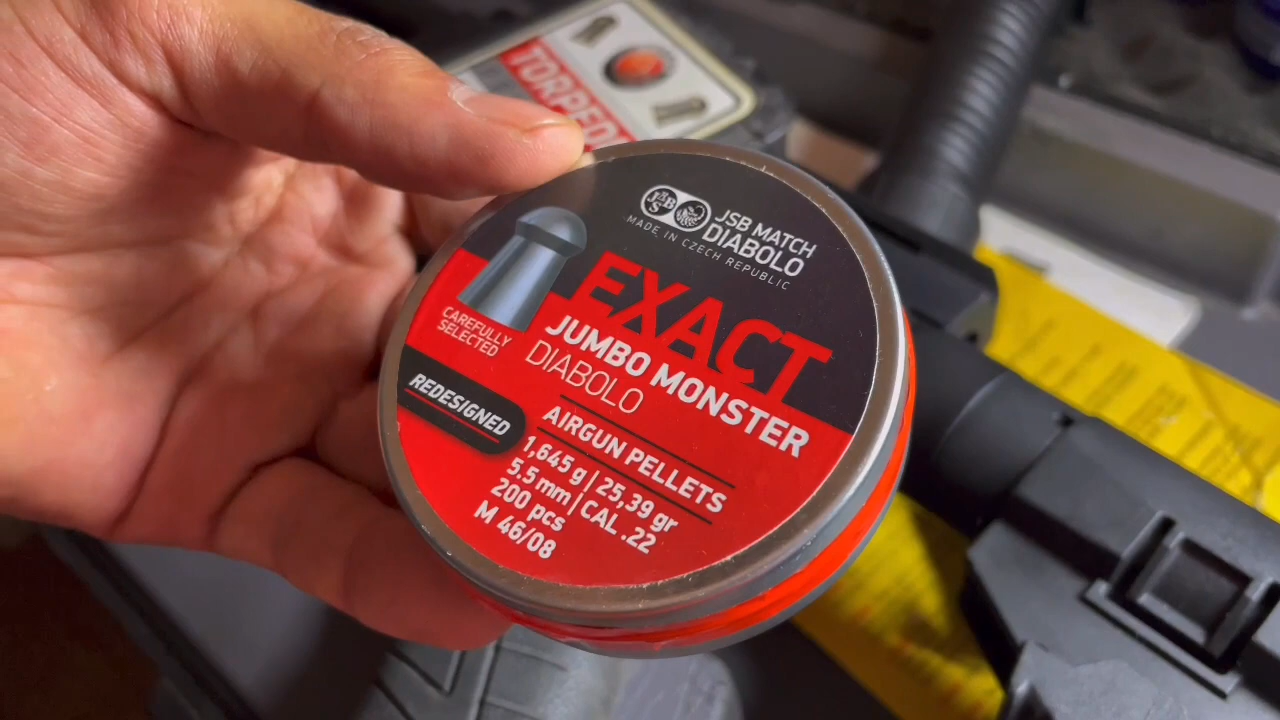 TORPEDO
JSB
JSB MATCH
DIABOLO
MADE IN CZECH REPUBLIC
EXACT
JUMBO MONSTER
DIABOLO
CAREFULLY
SELECTED
REDESIGNED
AIRGUN PELLETS
1,645 g | 25,39 gr
5.5 mm | CAL .22
200 pcs
M 46/08